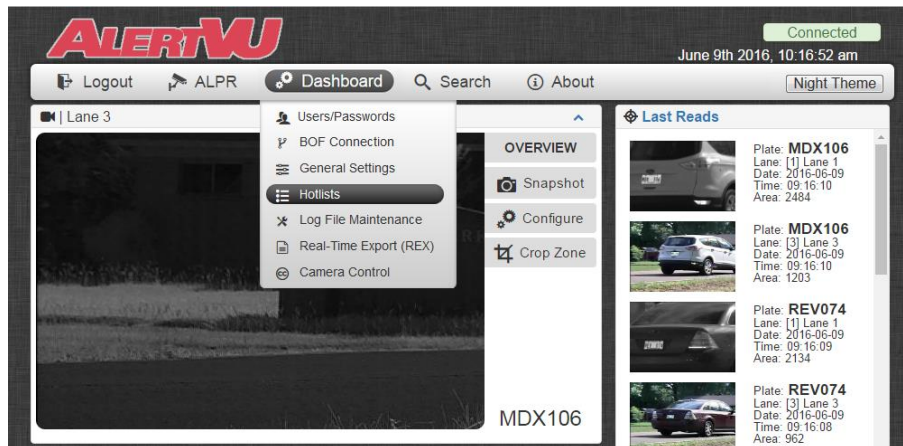 ALERTVU
Connected
June 9th 2016, 10:16:52 am
Logout ALPR Dashboard Search About Night Theme
| Lane 3
Users/Passwords
BOF Connection
General Settings
Hotlists
Log File Maintenance
Real-Time Export (REX)
Camera Control
OVERVIEW
Snapshot
Configure
Crop Zone
MDX106
Last Reads
Plate: MDX106
Lane: [1] Lane 1
Date: 2016-06-09
Time: 09:16:10
Area: 2484
Plate: MDX106
Lane: [3] Lane 3
Date: 2016-06-09
Time: 09:16:10
Area: 1203
Plate: REV074
Lane: [1] Lane 1
Date: 2016-06-09
Time: 09:16:09
Area: 2134
Plate: REV074
Lane: [3] Lane 3
Date: 2016-06-09
Time: 09:16:08
Area: 962